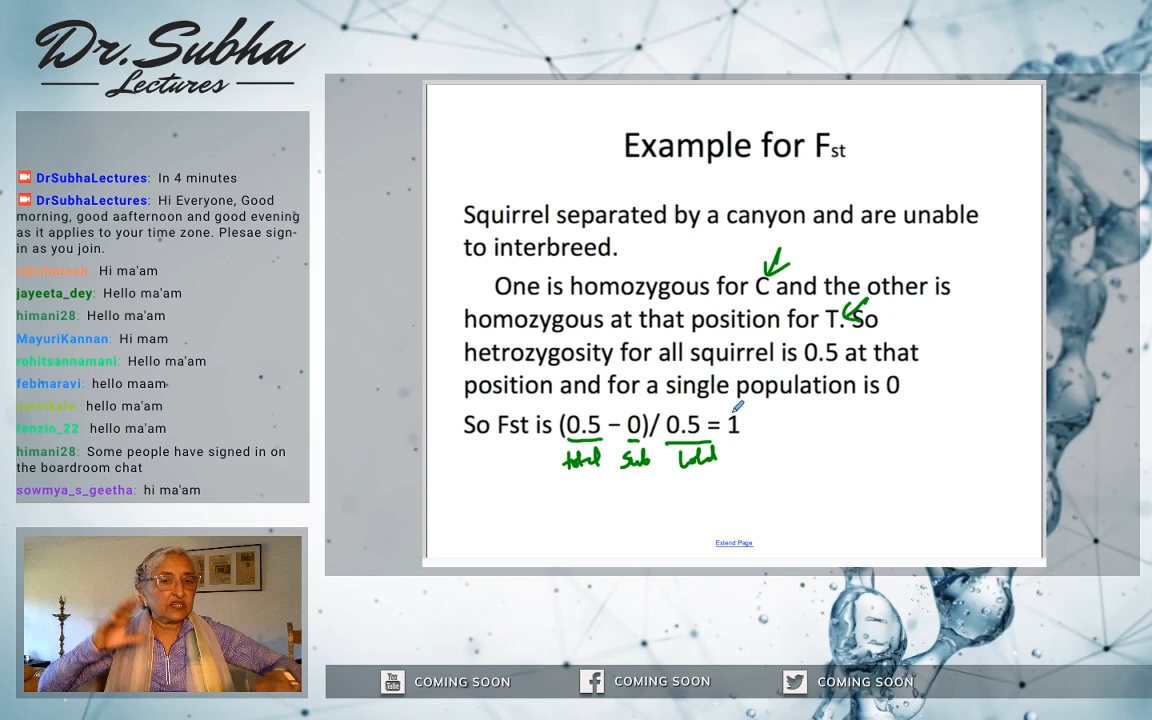 Dr. Subha
Lectures
DrSubhaLectures: In 4 minutes
DrSubhaLectures: Hi Everyone, Good
morning, good aafternoon and good evening
as it applies to your time zone. Plesae sign-
in as you join.
Hi ma'am
jayeeta_dey: Hello ma'am
himani28: Hello ma'am
MayuriKannan: Hi mam
rohitsannamani: Hello ma'am
febinaravi: hello maam
hello ma'am
tenzin_22: hello ma'am
himani28: Some people have signed in on
the boardroom chat
sowmya_s_geetha: hi ma'am
Example for Fst
Squirrel separated by a canyon and are unable
to interbreed.
One is homozygous for C and the other is
homozygous at that position for T. So
hetrozygosity for all squirrel is 0.5 at that
position and for a single population is 0
So Fst is (0.5 – 0)/ 0.5 = 1
total Sub total
Extend Page
You Tube COMING SOON
COMING SOON
COMING SOON